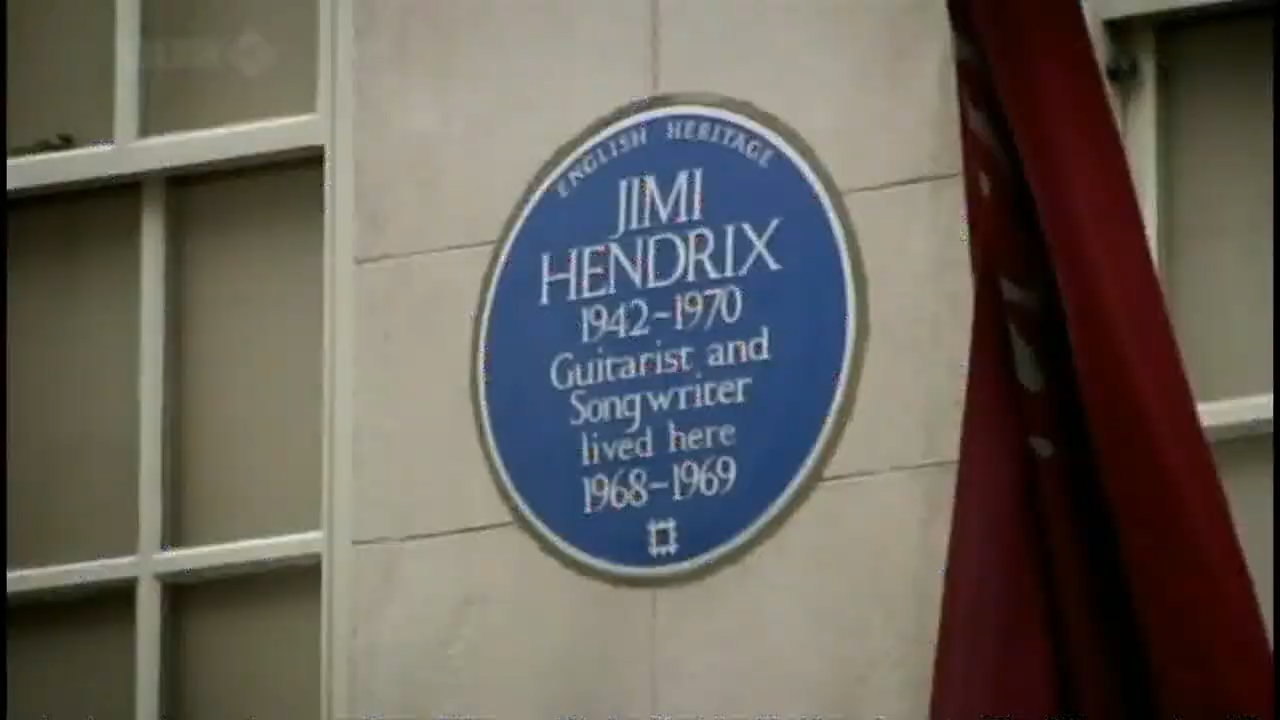 ENGLISH HERITAGE
JIMI
HENDRIX
1942–1970
Guitarist and
Songwriter
lived here
1968–1969